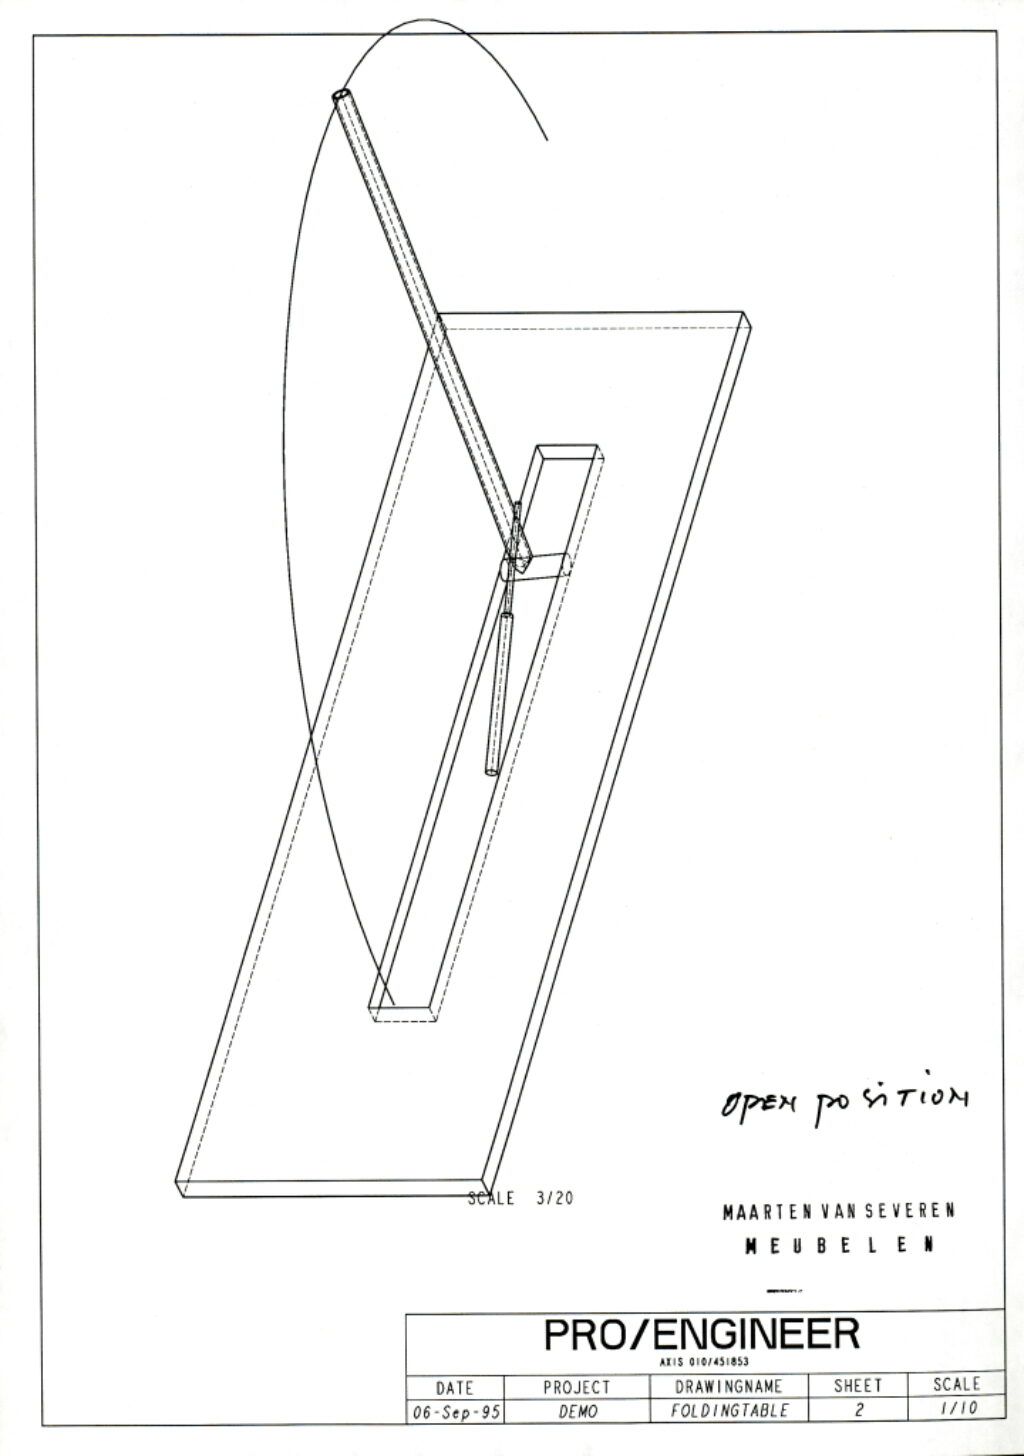 OPEN POSITION
SCALE 3/20
MAARTEN VAN SEVEREN
MEUBELEN
PRO/ENGINEER
AXIS 010/451853
DATE PROJECT DRAWINGNAME SHEET SCALE
06-Sep-95 DEMO FOLDINGTABLE 2 1/10